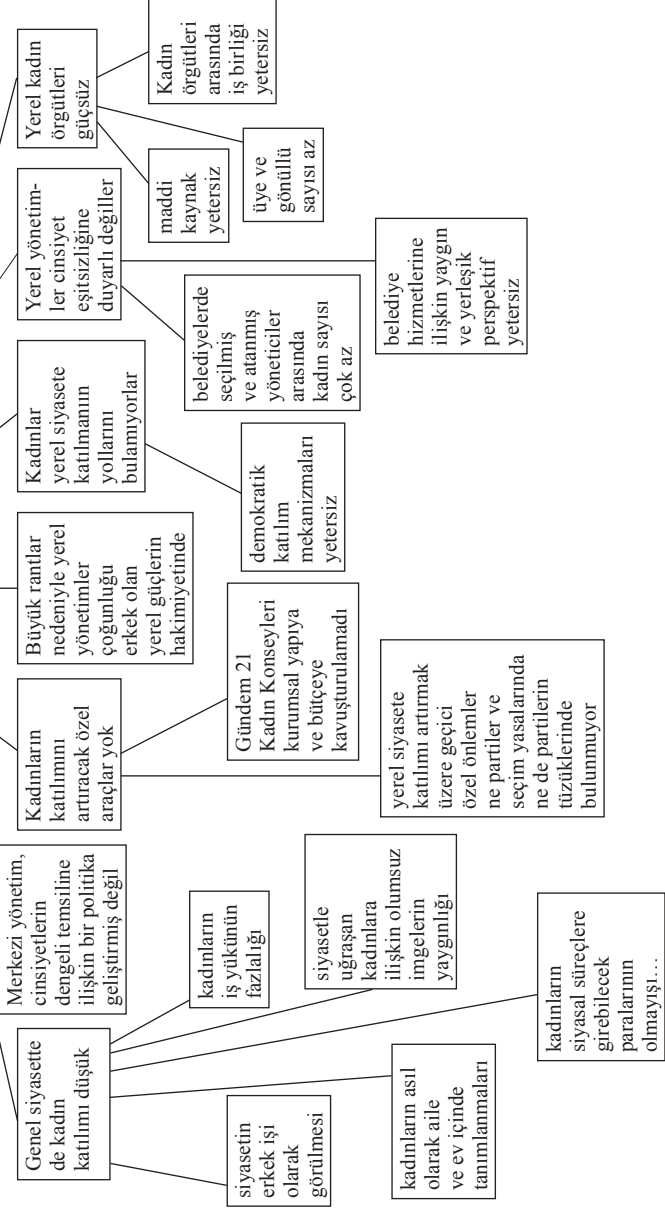 Genel siyasette
de kadın
katılımı düşük
Merkezi yönetim,
cinsiyetlerin
dengeli temsiline
ilişkin bir politika
geliştirmiş değil
Kadınların
katılımını
artıracak özel
araçlar yok
Büyük rantlar
nedeniyle yerel
yönetimler
çoğunluğu
erkek olan
yerel güçlerin
hakimiyetinde
Kadınlar
yerel siyasete
katılmanın
yollarını
bulamıyorlar
Yerel yönetim-
ler cinsiyet
eşitsizliğine
duyarlı değiller
Yerel kadın
örgütleri
güçsüz
siyasetin
erkek işi
olarak
görülmesi
kadınların asıl
olarak aile
ve ev içinde
tanımlanmaları
kadınların
siyasal süreçlere
girebilecek
paralarının
olmayışı…
siyasetle
uğraşan
kadınlara
ilişkin olumsuz
imgelerin
yaygınlığı
kadınların
iş yükünün
fazlalığı
yerel siyasete
katılımı artırmak
üzere geçici
özel önlemler
ne partiler ve
seçim yasalarında
ne de partilerin
tüzüklerinde
bulunmuyor
Gündem 21
Kadın Konseyleri
kurumsal yapıya
ve bütçeye
kavuşturulamadı
demokratik
katılım
mekanizmaları
yetersiz
belediyelerde
seçilmiş
ve atanmış
yöneticiler
arasında
kadın sayısı
çok az
belediye
hizmetlerine
ilişkin yaygın
ve yerleşik
perspektif
yetersiz
maddi
kaynak
yetersiz
üye ve
gönüllü
sayısı az
Kadın
örgütleri
arasında
iş birliği
yetersiz